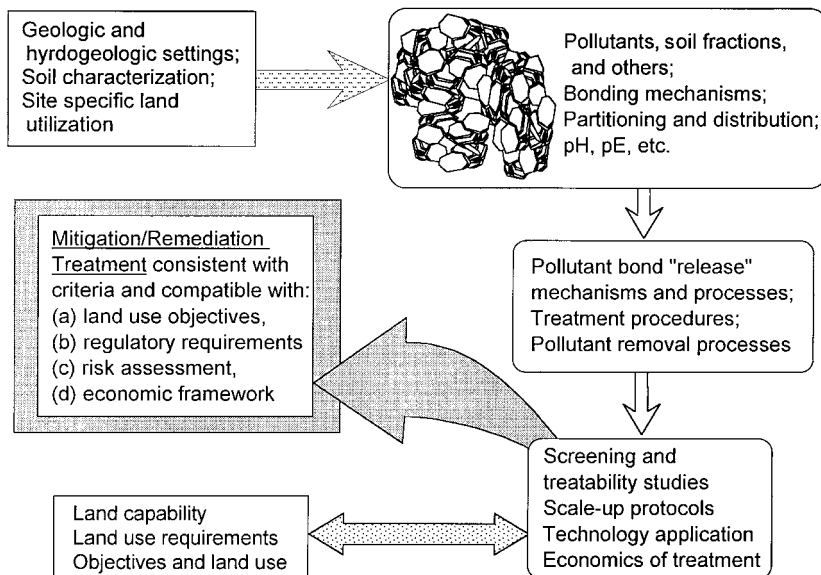 Geologic and
hyrdogeologic settings;
Soil characterization;
Site specific land
utilization
Pollutants, soil fractions,
and others;
Bonding mechanisms;
Partitioning and distribution;
pH, pE, etc.
Pollutant bond "release"
mechanisms and processes;
Treatment procedures;
Pollutant removal processes
Mitigation/Remediation
Treatment consistent with
criteria and compatible with:
(a) land use objectives,
(b) regulatory requirements
(c) risk assessment,
(d) economic framework
Screening and
treatability studies
Scale-up protocols
Technology application
Economics of treatment
Land capability
Land use requirements
Objectives and land use